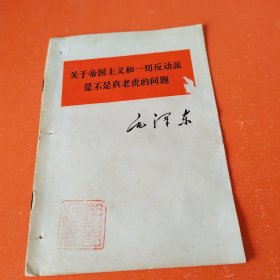 关于帝国主义和一切反动派
是不是真老虎的问题
毛泽东